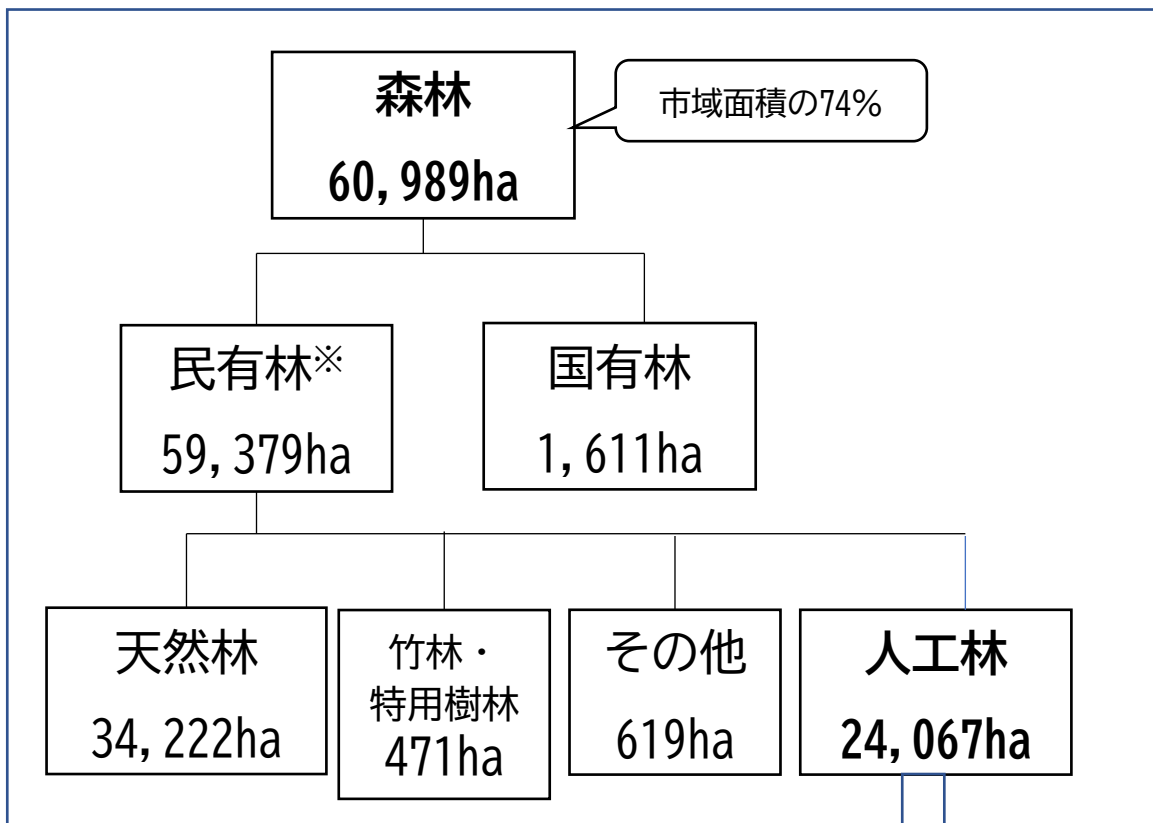 森林
60,989ha
市域面積の74%
民有林※
59,379ha
国有林
1,611ha
天然林
34,222ha
竹林・
特用樹林
471ha
その他
619ha
人工林
24,067ha